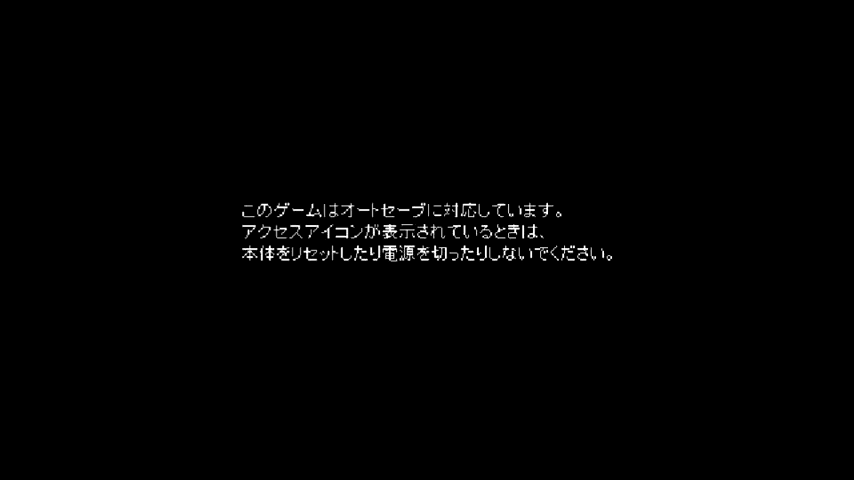 このゲームはオートセーブに対応しています。
アクセスアイコンが表示されているときは、
本体をリセットしたり電源を切ったりしないでください。